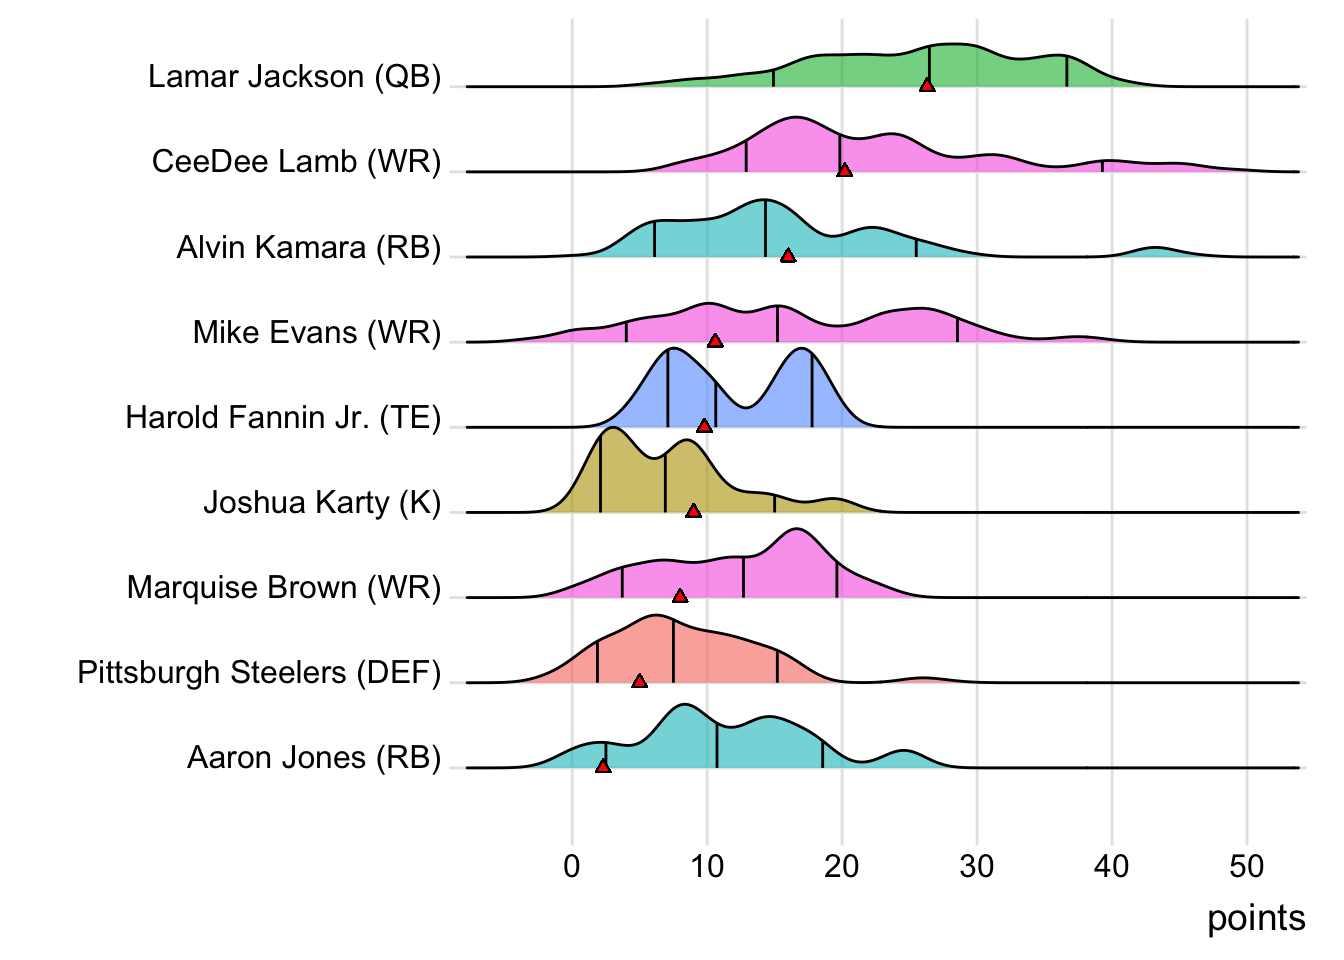 Lamar Jackson (QB)
CeeDee Lamb (WR)
Alvin Kamara (RB)
Mike Evans (WR)
Harold Fannin Jr. (TE)
Joshua Karty (K)
Marquise Brown (WR)
Pittsburgh Steelers (DEF)
Aaron Jones (RB)
0 10 20 30 40 50
points